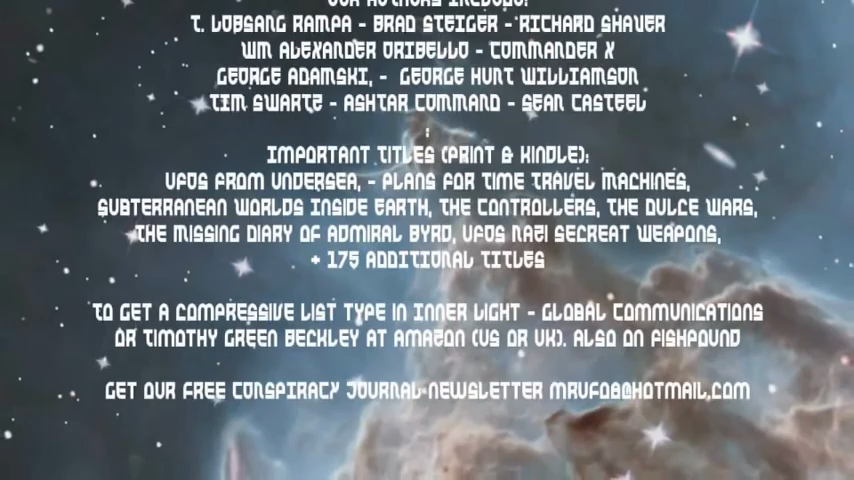 OUR AUTHORS INCLUDE:
T. LOBSANG RAMPA - BRAD STEIGER - RICHARD SHAVER
WM ALEXANDER ORIBELLO - COMMANDER X
GEORGE ADAMSKI, - GEORGE HUNT WILLIAMSON
TIM SWARTZ - ASHTAR COMMAND - SEAN CASTEEL
:
IMPORTANT TITLES (PRINT & KINDLE):
UFOS FROM UNDERSEA, - PLANS FOR TIME TRAVEL MACHINES,
SUBTERRANEAN WORLDS INSIDE EARTH, THE CONTROLLERS, THE DULCE WARS,
THE MISSING DIARY OF ADMIRAL BYRD, UFOS NAZI SECREAT WEAPONS,
+ 175 ADDITIONAL TITLES
TO GET A COMPRESSIVE LIST TYPE IN INNER LIGHT - GLOBAL COMMUNICATIONS
OR TIMOTHY GREEN BECKLEY AT AMAZON (US OR UK). ALSO ON FISHPOUND
GET OUR FREE CONSPIRACY JOURNAL NEWSLETTER MRUFO8@HOTMAIL.COM